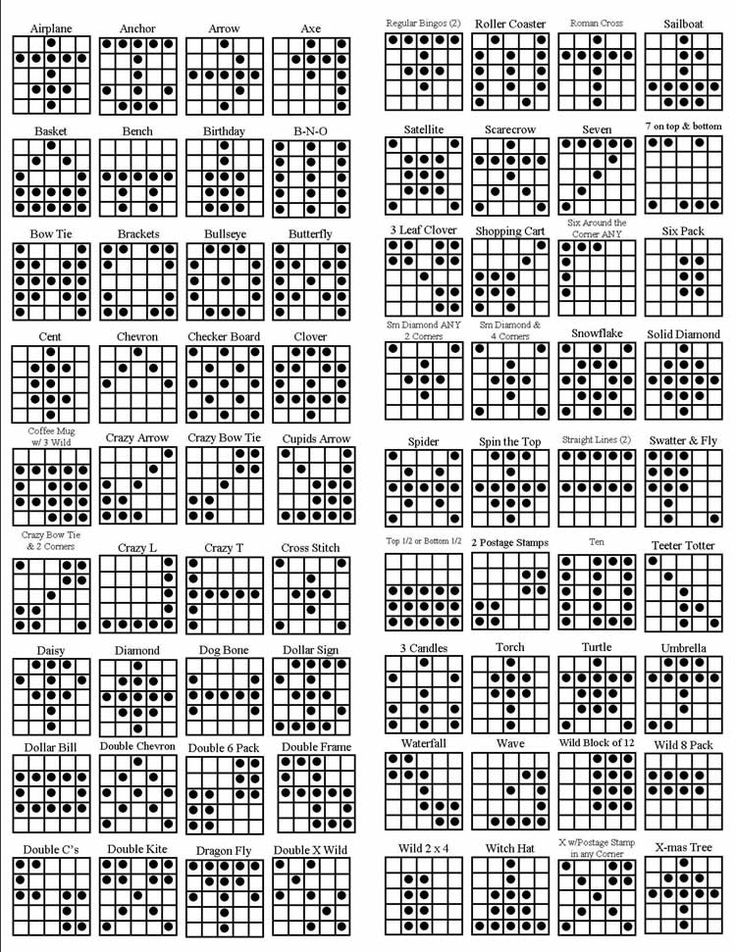 Airplane
Anchor
Arrow
Axe
Basket
Bench
Birthday
B-N-O
Bow Tie
Brackets
Bullseye
Butterfly
Cent
Chevron
Checker Board
Clover
Coffee Mug
w/ 3 Wild
Crazy Arrow
Crazy Bow Tie
Cupids Arrow
Crazy Bow Tie
& 2 Corners
Crazy L
Crazy T
Cross Stitch
Daisy
Diamond
Dog Bone
Dollar Sign
Dollar Bill
Double Chevron
Double 6 Pack
Double Frame
Double C's
Double Kite
Dragon Fly
Double X Wild
Regular Bingos (2)
Roller Coaster
Roman Cross
Sailboat
Satellite
Scarecrow
Seven
7 on top & bottom
3 Leaf Clover
Shopping Cart
Six Around the
Corner ANY
Six Pack
Sm Diamond ANY
2 Corners
Sm Diamond &
4 Corners
Snowflake
Solid Diamond
Spider
Spin the Top
Straight Lines (2)
Swatter & Fly
Top 1/2 or Bottom 1/2
2 Postage Stamps
Ten
Teeter Totter
3 Candles
Torch
Turtle
Umbrella
Waterfall
Wave
Wild Block of 12
Wild 8 Pack
Wild 2 x 4
Witch Hat
X w/Postage Stamp
in any Corner
X-mas Tree